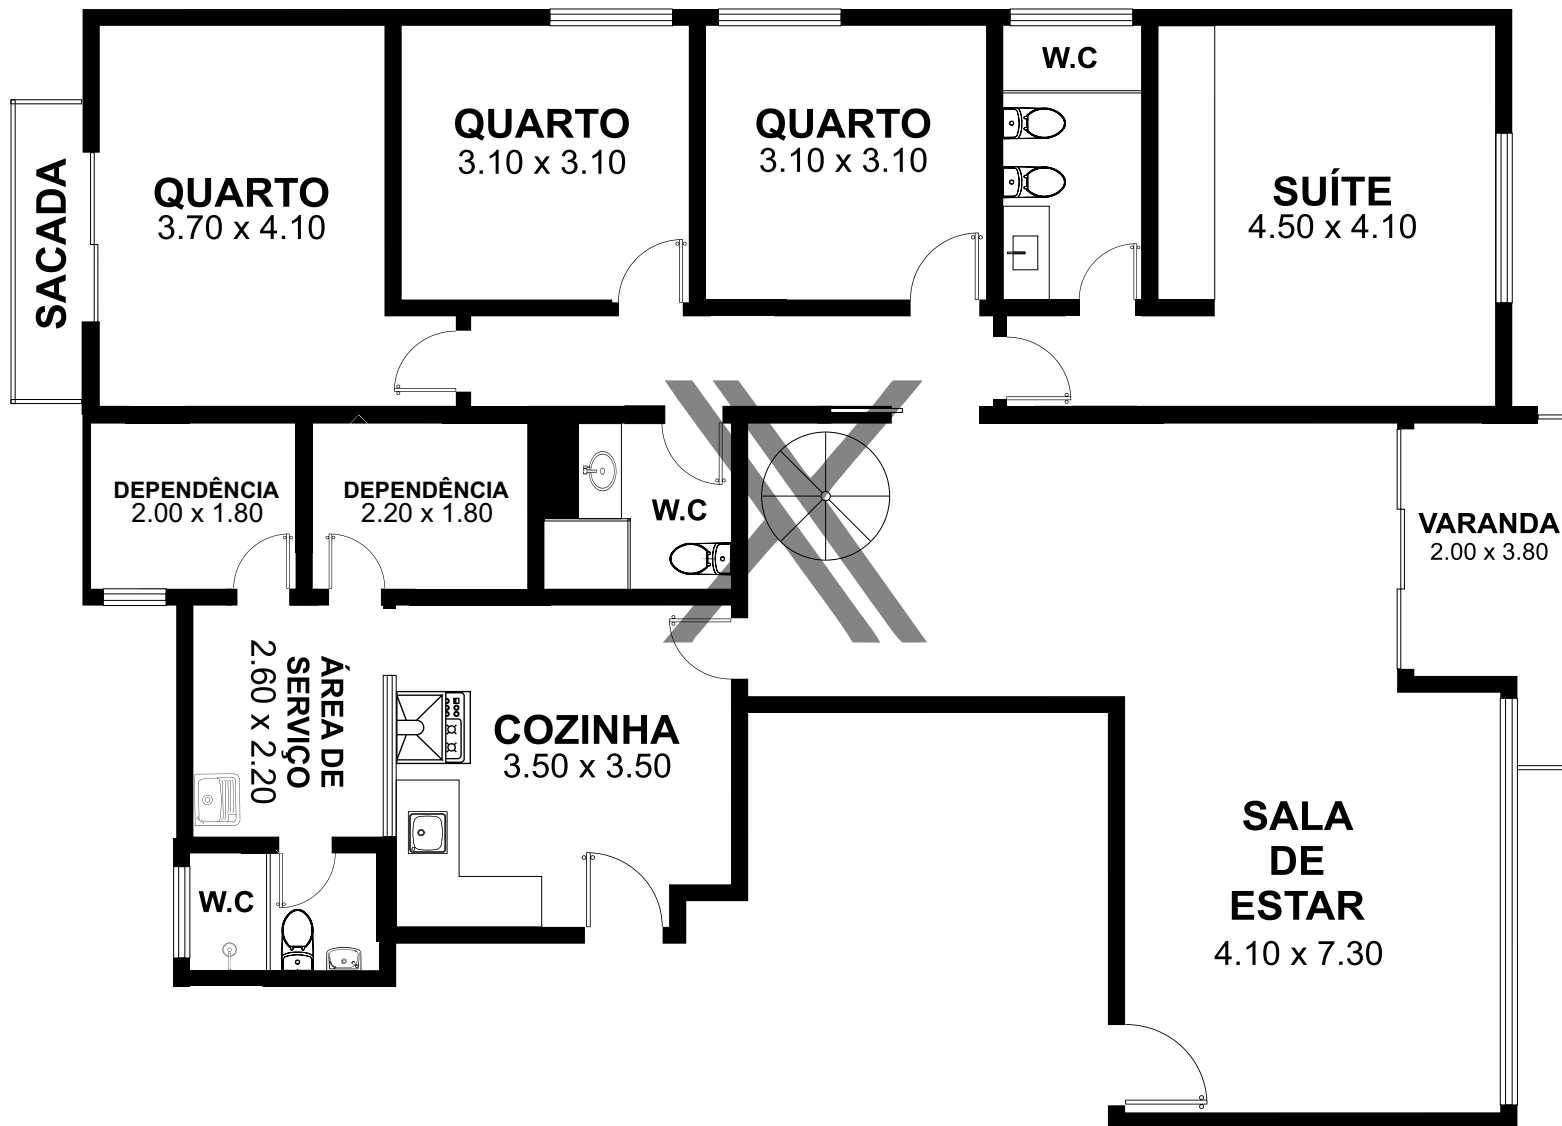 W.C
QUARTO
3.10 x 3.10
QUARTO
3.10 x 3.10
SACADA
QUARTO
3.70 x 4.10
SUÍTE
4.50 x 4.10
DEPENDÊNCIA
2.00 x 1.80
DEPENDÊNCIA
2.20 x 1.80
W.C
VARANDA
2.00 x 3.80
ÁREA DE
SERVIÇO
2.60 x 2.20
COZINHA
3.50 x 3.50
SALA
DE
ESTAR
4.10 x 7.30
W.C